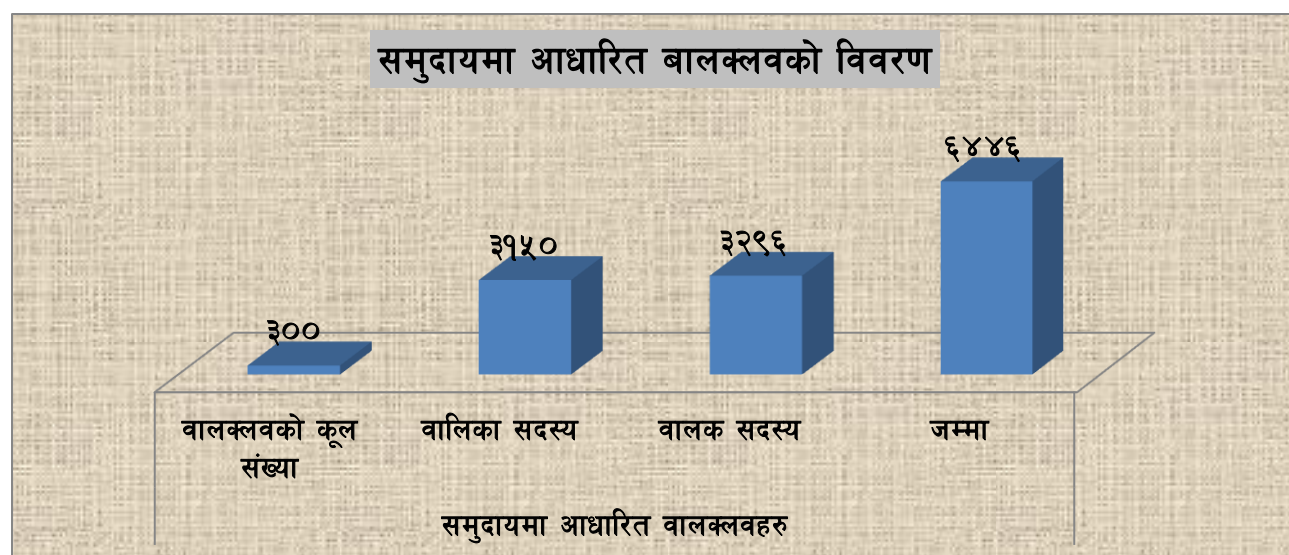 समुदायमा आधारित बालक्लवको विवरण
६४४६
३१५०
३२९६
३००
वालक्लवको कूल
संख्या
वालिका सदस्य
वालक सदस्य
जम्मा
समुदायमा आधारित वालक्लवहरु